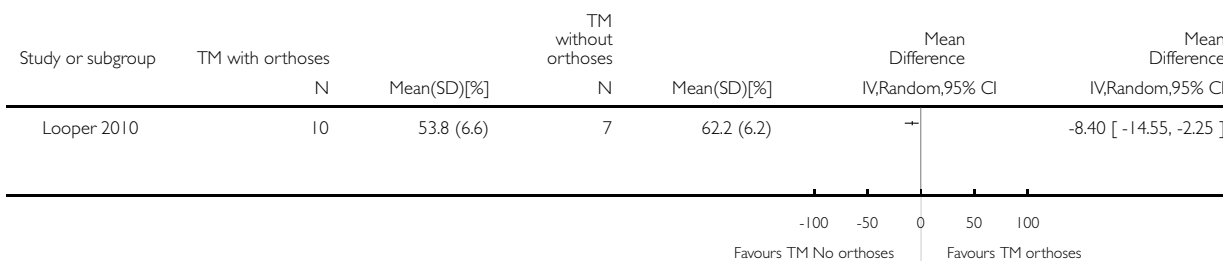 Study or subgroup TM with orthoses TM without orthoses Mean Difference Mean Difference
N Mean(SD)[%] N Mean(SD)[%] IV,Random,95% CI IV,Random,95% CI
Looper 2010 10 53.8 (6.6) 7 62.2 (6.2) -8.40 [ -14.55, -2.25 ]
-100 -50 0 50 100
Favours TM No orthoses Favours TM orthoses